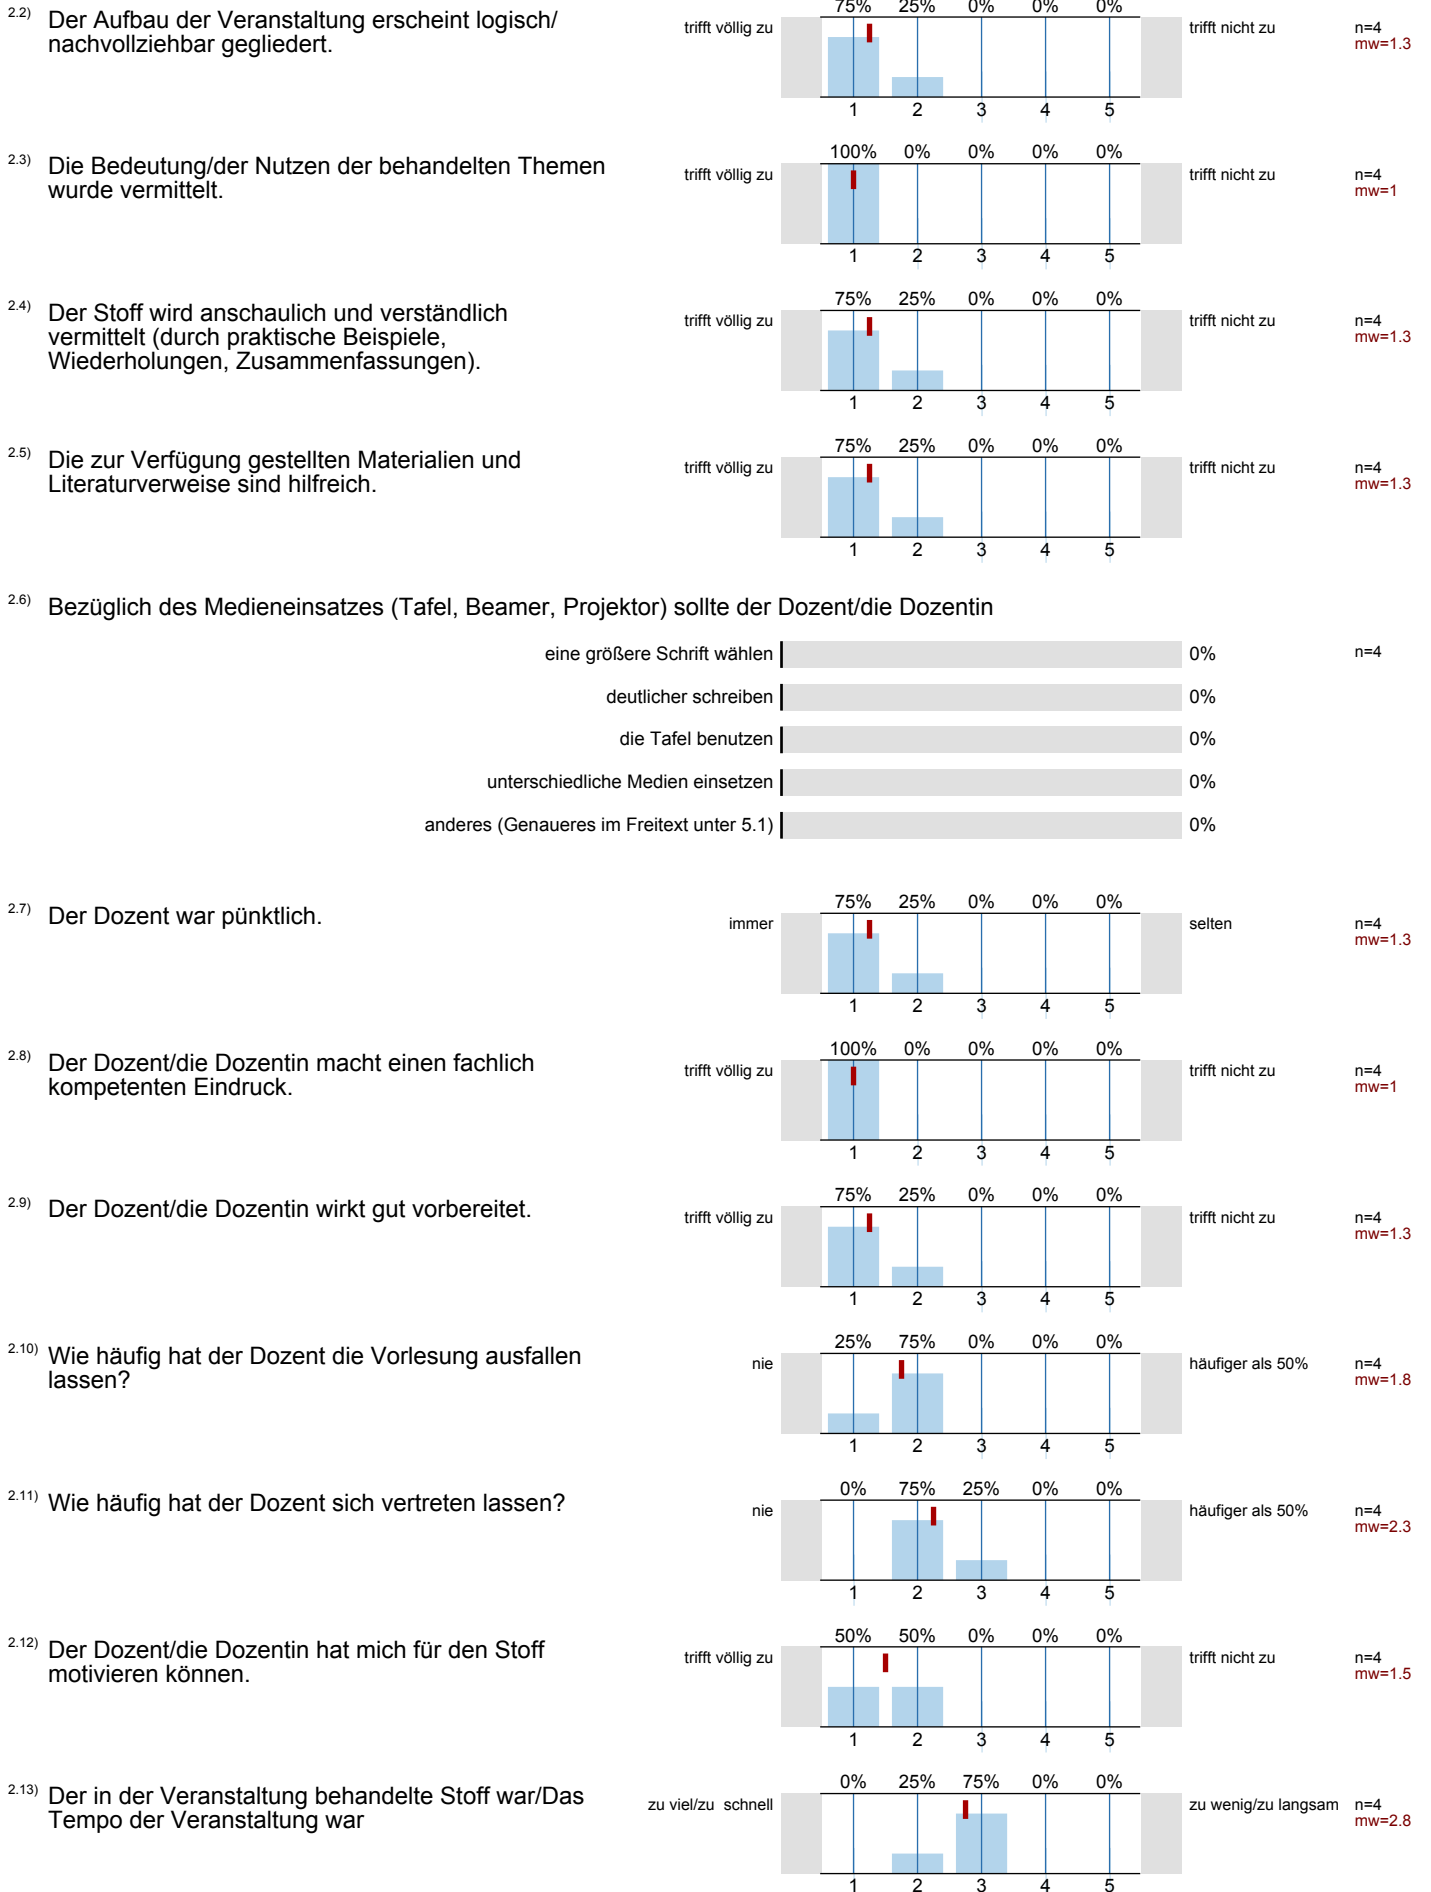 2.2) Der Aufbau der Veranstaltung erscheint logisch/
nachvollziehbar gegliedert.
trifft völlig zu
75% 25% 0% 0% 0%
1 2 3 4 5
trifft nicht zu
n=4
mw=1.3
2.3) Die Bedeutung/der Nutzen der behandelten Themen
wurde vermittelt.
trifft völlig zu
100% 0% 0% 0% 0%
1 2 3 4 5
trifft nicht zu
n=4
mw=1
2.4) Der Stoff wird anschaulich und verständlich
vermittelt (durch praktische Beispiele,
Wiederholungen, Zusammenfassungen).
trifft völlig zu
75% 25% 0% 0% 0%
1 2 3 4 5
trifft nicht zu
n=4
mw=1.3
2.5) Die zur Verfügung gestellten Materialien und
Literaturverweise sind hilfreich.
trifft völlig zu
75% 25% 0% 0% 0%
1 2 3 4 5
trifft nicht zu
n=4
mw=1.3
2.6) Bezüglich des Medieneinsatzes (Tafel, Beamer, Projektor) sollte der Dozent/die Dozentin
eine größere Schrift wählen 0% n=4
deutlicher schreiben 0%
die Tafel benutzen 0%
unterschiedliche Medien einsetzen 0%
anderes (Genaueres im Freitext unter 5.1) 0%
2.7) Der Dozent war pünktlich.
immer
75% 25% 0% 0% 0%
1 2 3 4 5
selten
n=4
mw=1.3
2.8) Der Dozent/die Dozentin macht einen fachlich
kompetenten Eindruck.
trifft völlig zu
100% 0% 0% 0% 0%
1 2 3 4 5
trifft nicht zu
n=4
mw=1
2.9) Der Dozent/die Dozentin wirkt gut vorbereitet.
trifft völlig zu
75% 25% 0% 0% 0%
1 2 3 4 5
trifft nicht zu
n=4
mw=1.3
2.10) Wie häufig hat der Dozent die Vorlesung ausfallen
lassen?
nie
25% 75% 0% 0% 0%
1 2 3 4 5
häufiger als 50%
n=4
mw=1.8
2.11) Wie häufig hat der Dozent sich vertreten lassen?
nie
0% 75% 25% 0% 0%
1 2 3 4 5
häufiger als 50%
n=4
mw=2.3
2.12) Der Dozent/die Dozentin hat mich für den Stoff
motivieren können.
trifft völlig zu
50% 50% 0% 0% 0%
1 2 3 4 5
trifft nicht zu
n=4
mw=1.5
2.13) Der in der Veranstaltung behandelte Stoff war/Das
Tempo der Veranstaltung war
zu viel/zu schnell
0% 25% 75% 0% 0%
1 2 3 4 5
zu wenig/zu langsam
n=4
mw=2.8